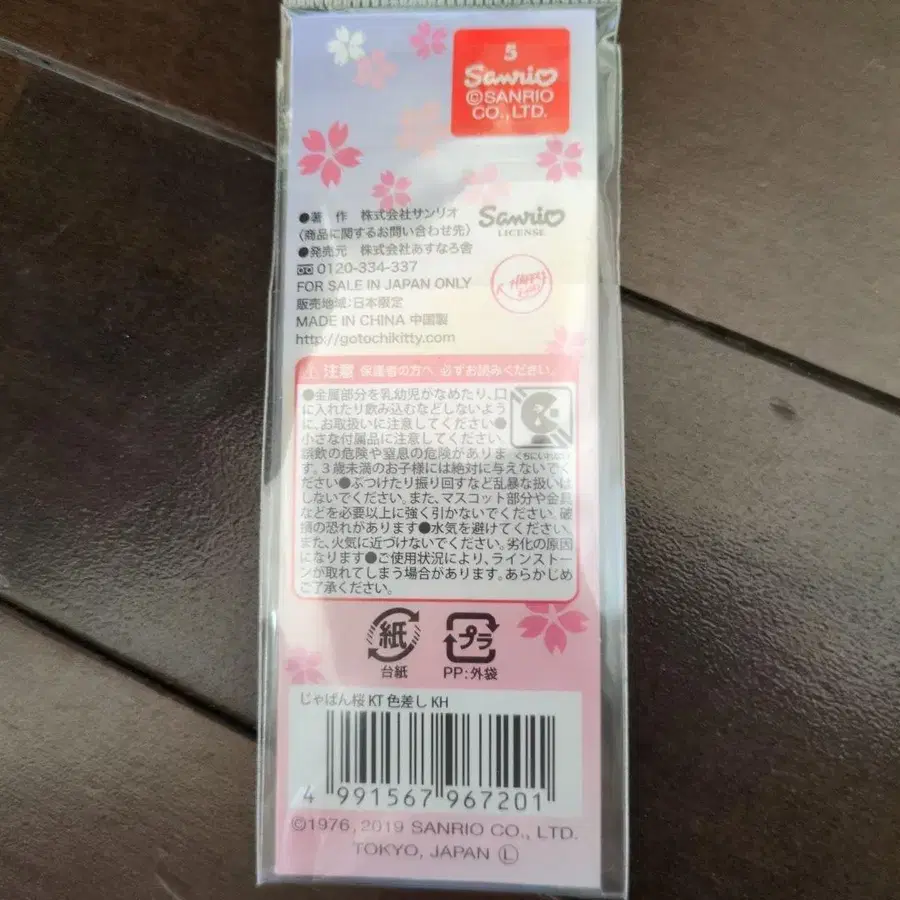 5
Sanrio
©SANRIO
CO., LTD.
●著 作 株式会社サンリオ
〈商品に関するお問い合わせ先〉
●発売元 株式会社あすなろ舎
0120-334-337
FOR SALE IN JAPAN ONLY
販売地域:日本限定
MADE IN CHINA 中国製
http://gotochikitty.com
Sanrio
LICENSE
HAPPY
⚠注意 保護者の方へ 必ずお読みください。
●金属部分を乳幼児がなめたり、口
に入れたり飲み込むなどしないよう
に、お取扱いに注意してください●
小さな付属品に注意してください。
誤飲の危険や窒息の危険がありま
す。3歳未満のお子様には絶対に与えないでく
ださい●ぶつけたり振り回すなど乱暴な扱いは
しないでください。また、マスコット部分や金具
などを必要以上に強く引かないでください。破
損の恐れがあります●水気を避けてください。
また、火気に近づけないでください。劣化の原因
になります●ご使用状況により、ラインストー
ンが取れてしまう場合があります。あらかじめ
ご了承ください。
くちにいれない
紙
台紙
プラ
PP:外袋
じゃぱん桜 KT 色差し KH
4 991567 967201
©1976, 2019 SANRIO CO., LTD.
TOKYO, JAPAN Ⓛ